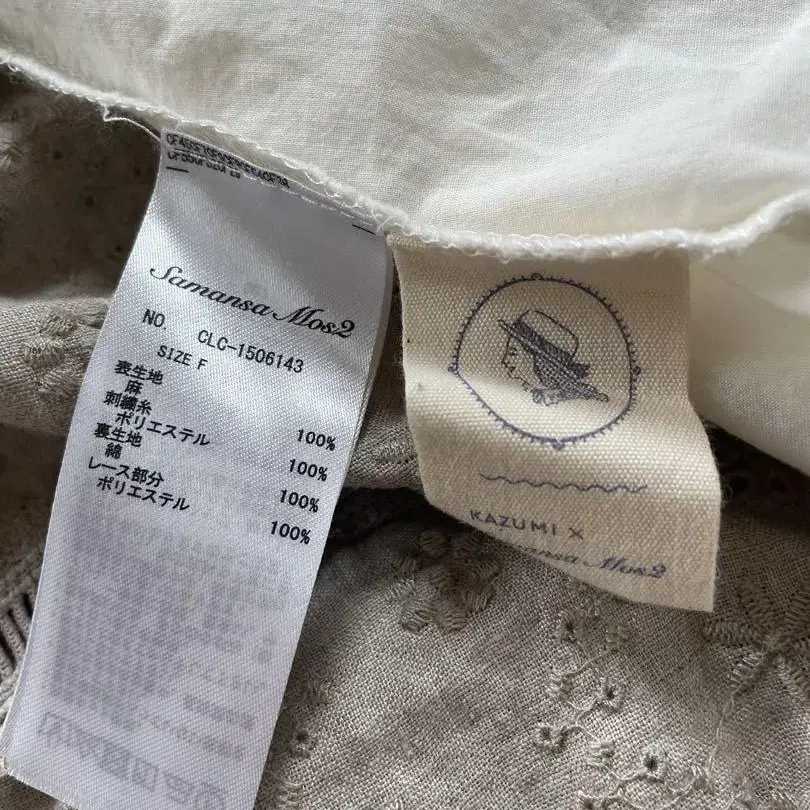 Samansa Mos2
NO. CLC-1506143
SIZE F
表生地
麻 100%
刺繍糸
ポリエステル 100%
裏生地
綿 100%
レース部分
ポリエステル 100%
KAZUMI ×
Samansa Mos2